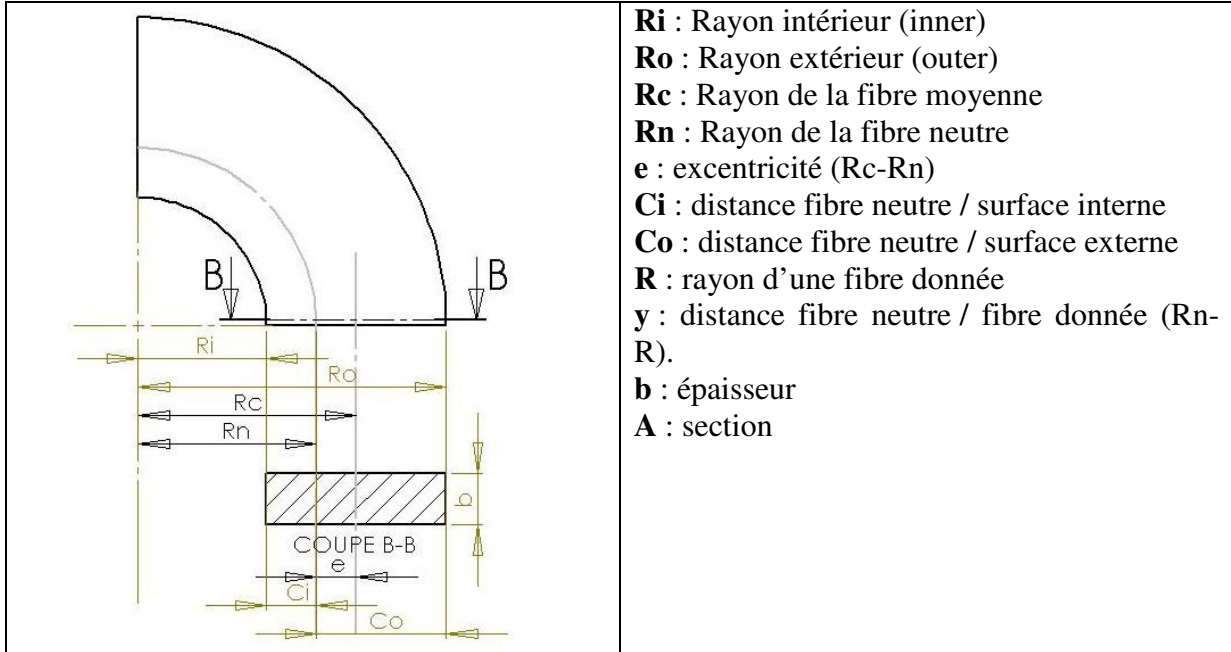 B B
Ri
Ro
Rc
Rn
b
COUPE B-B
e
Ci
Co
Ri : Rayon intérieur (inner)
Ro : Rayon extérieur (outer)
Rc : Rayon de la fibre moyenne
Rn : Rayon de la fibre neutre
e : excentricité (Rc-Rn)
Ci : distance fibre neutre / surface interne
Co : distance fibre neutre / surface externe
R : rayon d'une fibre donnée
y : distance fibre neutre / fibre donnée (Rn-
R).
b : épaisseur
A : section